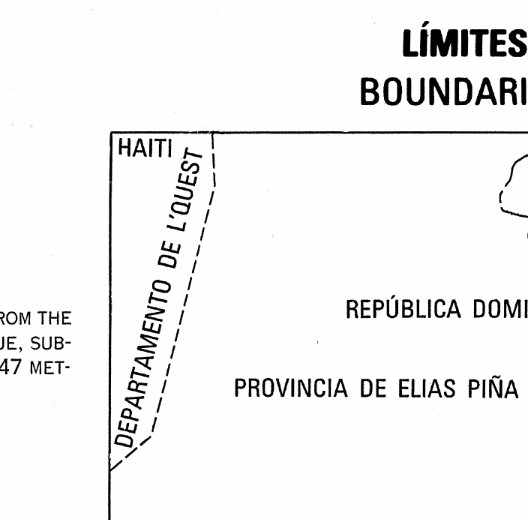 LÍMITES
BOUNDARI
HAITI
DEPARTAMENTO DE L'QUEST
ROM THE
UE, SUB-
47 MET-
REPÚBLICA DOMI
PROVINCIA DE ELIAS PIÑA